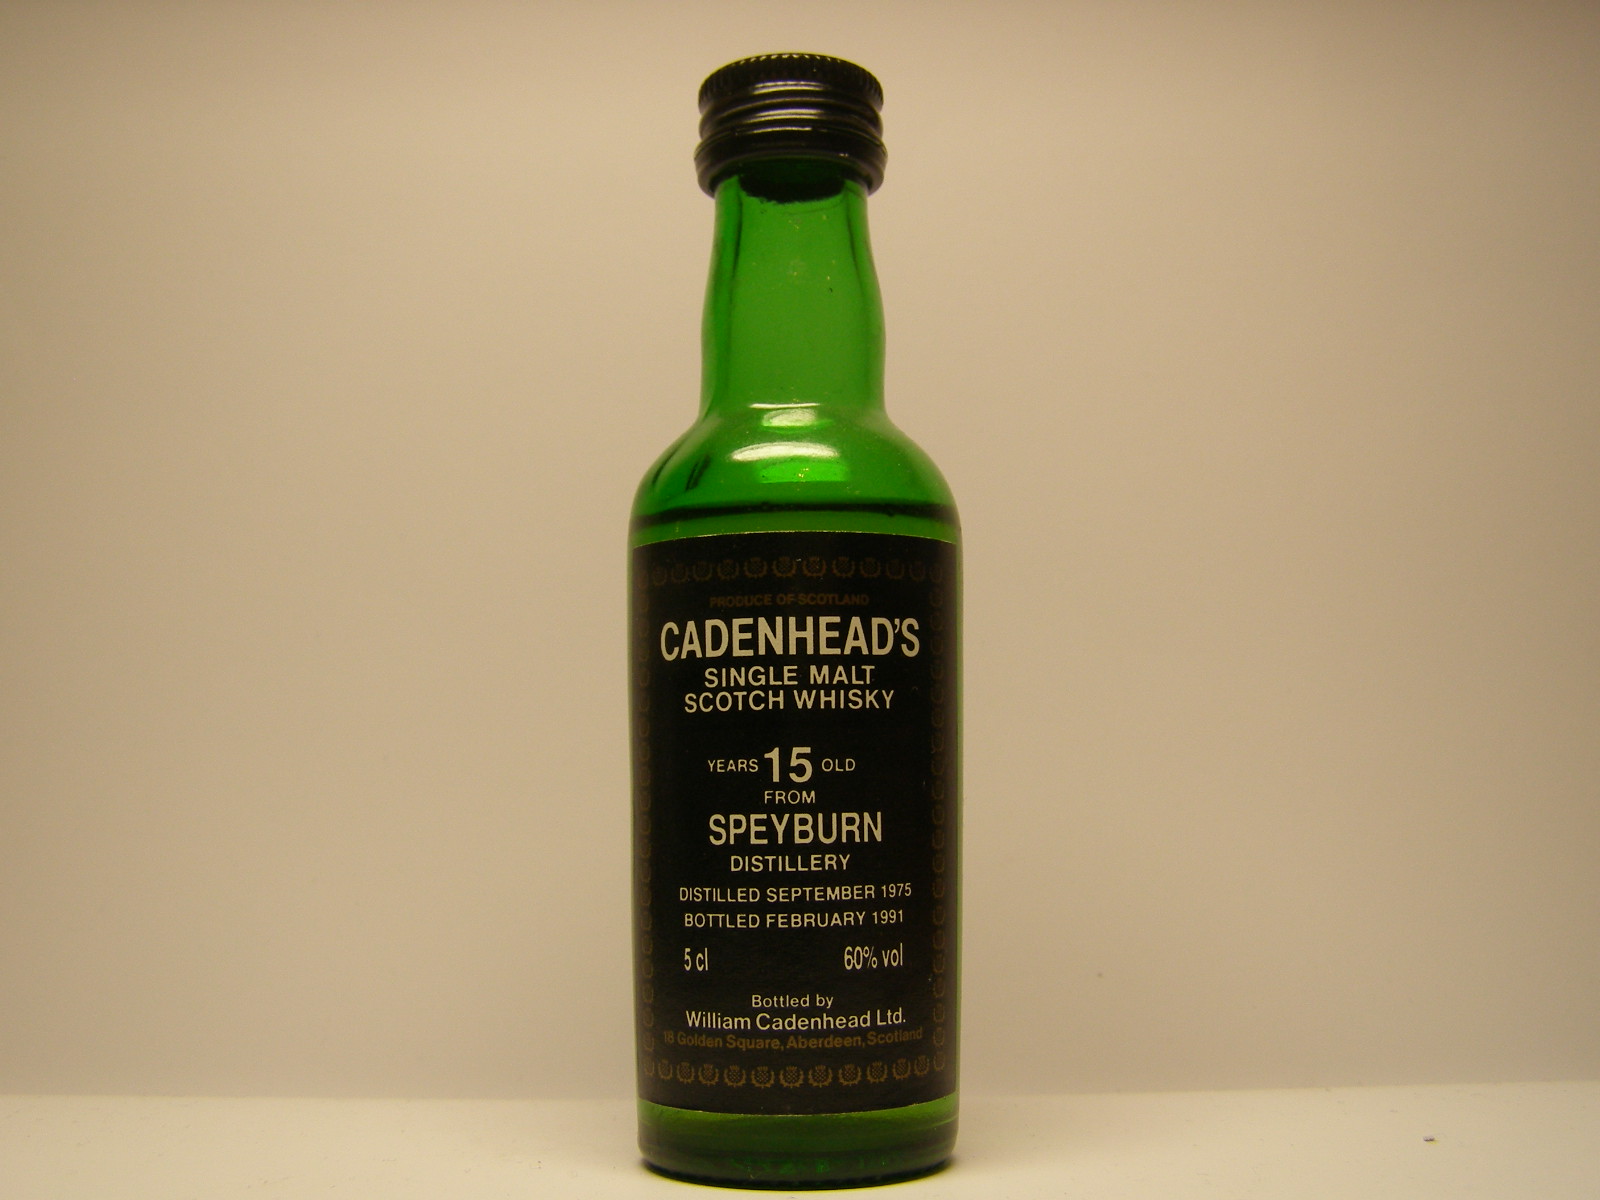 PRODUCE OF SCOTLAND
CADENHEAD'S
SINGLE MALT
SCOTCH WHISKY
YEARS 15 OLD
FROM
SPEYBURN
DISTILLERY
DISTILLED SEPTEMBER 1975
BOTTLED FEBRUARY 1991
5 cl 60% vol
Bottled by
William Cadenhead Ltd.
18 Golden Square, Aberdeen, Scotland